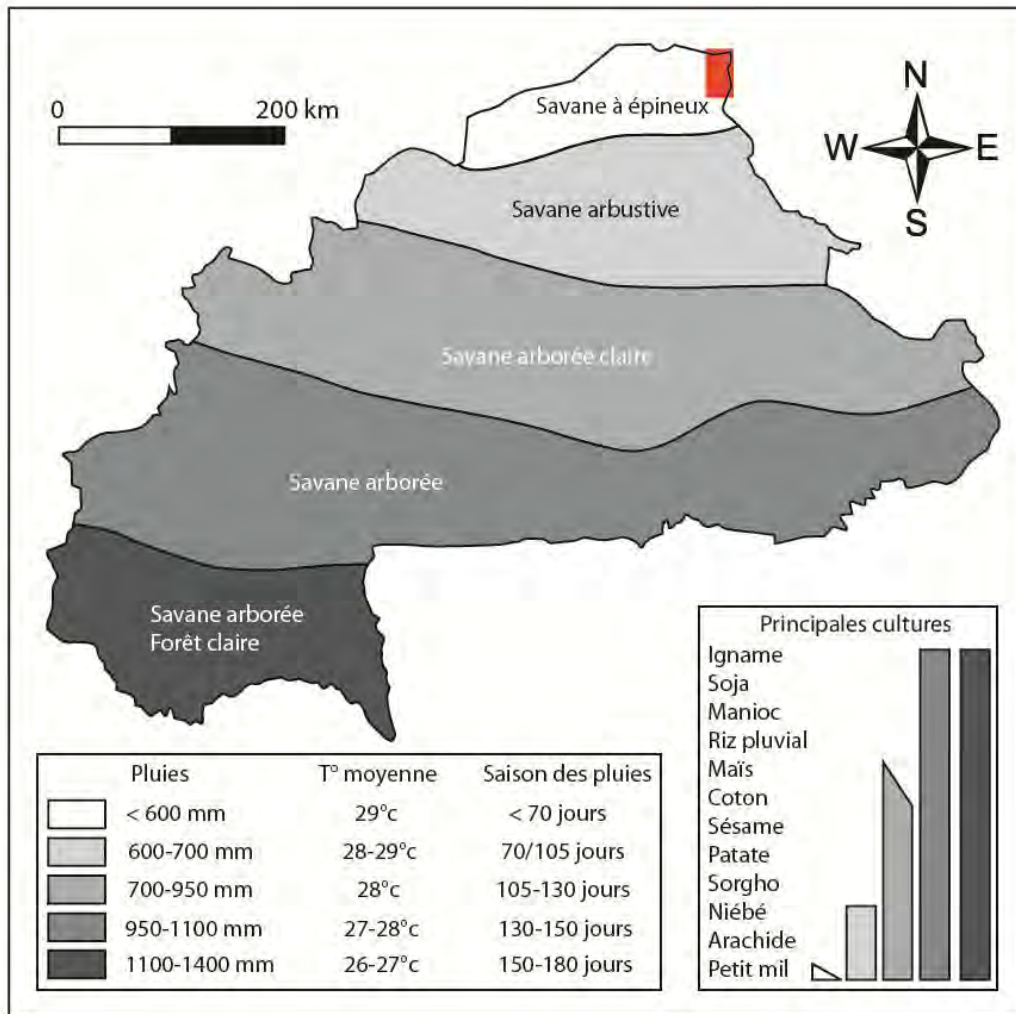 0 200 km
N
W E
S
Savane à épineux
Savane arbustive
Savane arborée claire
Savane arborée
Savane arborée
Forêt claire
Pluies T° moyenne Saison des pluies
< 600 mm 29°c < 70 jours
600-700 mm 28-29°c 70/105 jours
700-950 mm 28°c 105-130 jours
950-1100 mm 27-28°c 130-150 jours
1100-1400 mm 26-27°c 150-180 jours
Principales cultures
Igname
Soja
Manioc
Riz pluvial
Maïs
Coton
Sésame
Patate
Sorgho
Niébé
Arachide
Petit mil